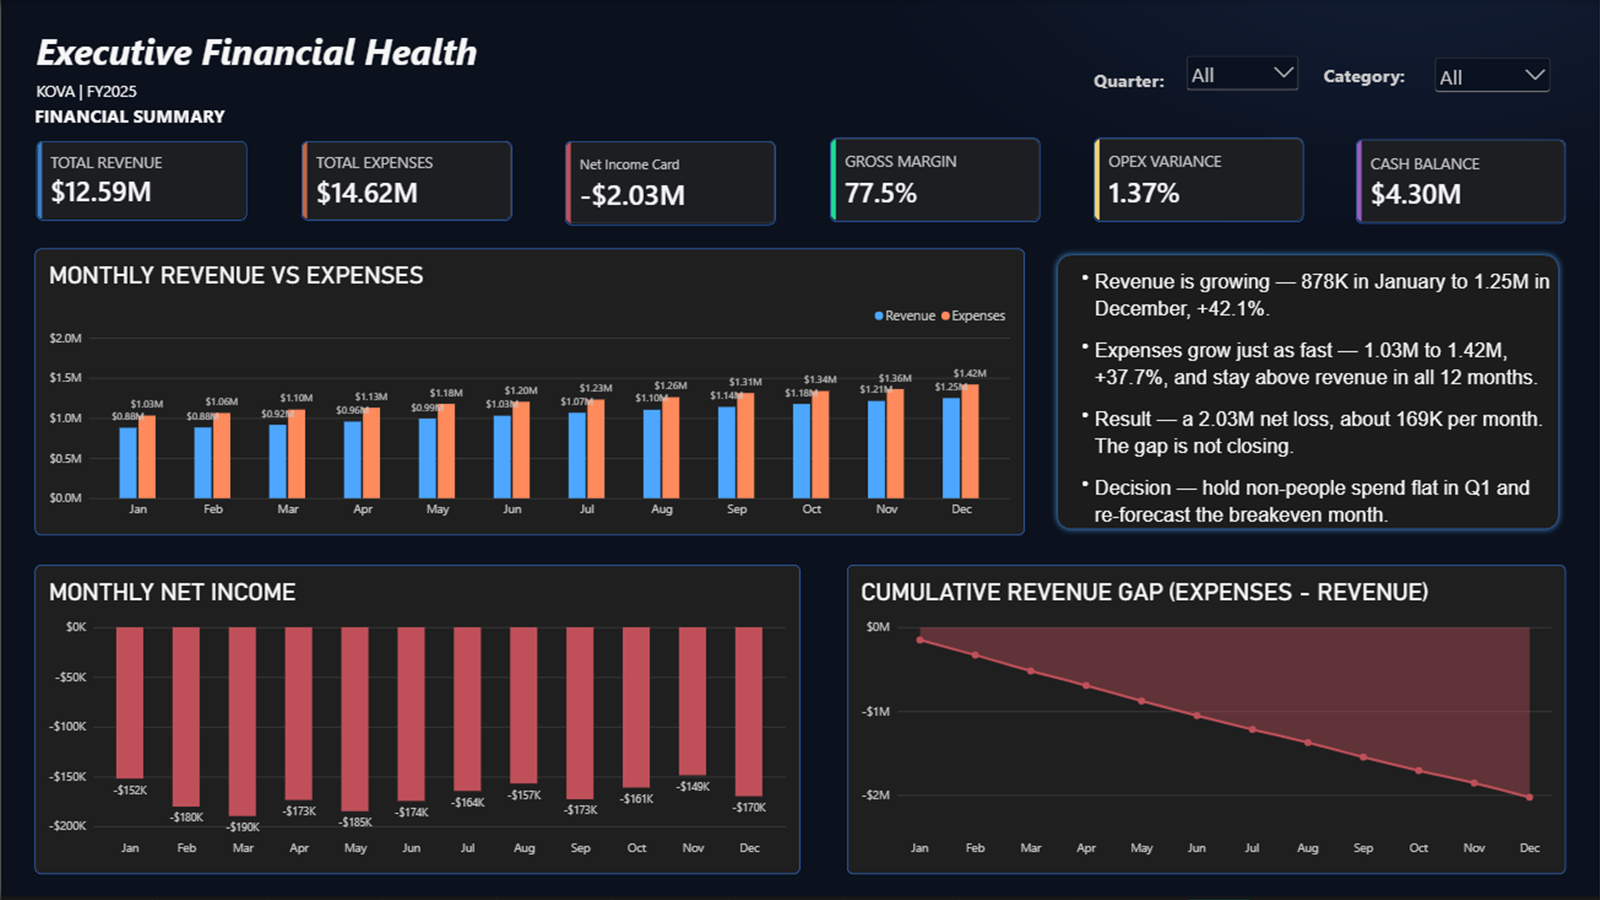 Executive Financial Health
KOVA | FY2025
FINANCIAL SUMMARY
Quarter: All Category: All
TOTAL REVENUE
$12.59M
TOTAL EXPENSES
$14.62M
Net Income Card
-$2.03M
GROSS MARGIN
77.5%
OPEX VARIANCE
1.37%
CASH BALANCE
$4.30M
MONTHLY REVENUE VS EXPENSES
Revenue Expenses
$2.0M
$1.5M
$1.0M
$0.5M
$0.0M
$0.88M $1.03M $0.88M $1.06M $0.92M $1.10M $0.96M $1.13M $0.99M $1.18M $1.03M $1.20M $1.07M $1.23M $1.10M $1.26M $1.14M $1.31M $1.18M $1.34M $1.21M $1.36M $1.25M $1.42M
Jan Feb Mar Apr May Jun Jul Aug Sep Oct Nov Dec
• Revenue is growing — 878K in January to 1.25M in
December, +42.1%.
• Expenses grow just as fast — 1.03M to 1.42M,
+37.7%, and stay above revenue in all 12 months.
• Result — a 2.03M net loss, about 169K per month.
The gap is not closing.
• Decision — hold non-people spend flat in Q1 and
re-forecast the breakeven month.
MONTHLY NET INCOME
$0K
-$50K
-$100K
-$150K
-$200K
-$152K -$180K -$190K -$173K -$185K -$174K -$164K -$157K -$173K -$161K -$149K -$170K
Jan Feb Mar Apr May Jun Jul Aug Sep Oct Nov Dec
CUMULATIVE REVENUE GAP (EXPENSES - REVENUE)
$0M
-$1M
-$2M
Jan Feb Mar Apr May Jun Jul Aug Sep Oct Nov Dec